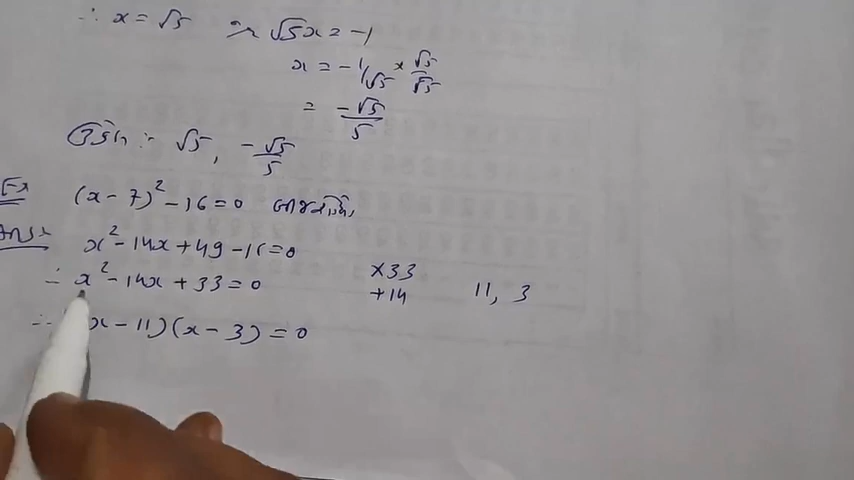 ∴ x = √5 अथवा √5x = -1
x = -1/√5 × √5/√5
= -√5/5
√5, -√5/5
Ex (x - 7)² - 16 = 0
Ans: x² - 14x + 49 - 16 = 0
∴ x² - 14x + 33 = 0 ×33
+14 11, 3
∴ (x - 11)(x - 3) = 0